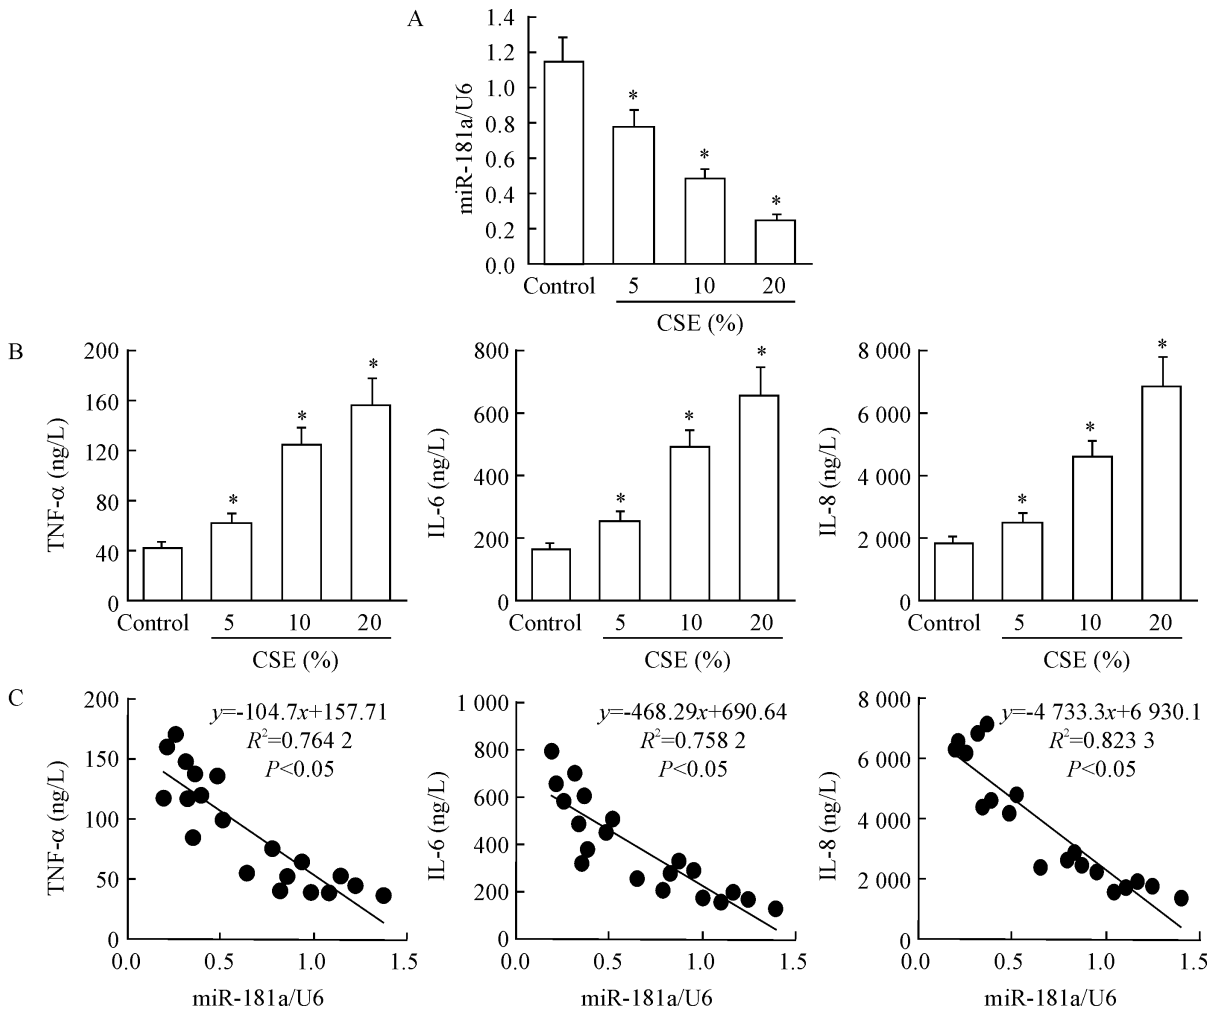 A
miR-181a/U6
1.4
1.2
1.0
0.8
0.6
0.4
0.2
0.0
*
*
*
Control 5 10 20
CSE (%)
B
TNF-α (ng/L)
200
160
120
80
40
0
*
*
*
Control 5 10 20
CSE (%)
IL-6 (ng/L)
800
600
400
200
0
*
*
*
Control 5 10 20
CSE (%)
IL-8 (ng/L)
8 000
6 000
4 000
2 000
0
*
*
*
Control 5 10 20
CSE (%)
C
TNF-α (ng/L)
200
150
100
50
0
y=-104.7x+157.71
R²=0.764 2
P<0.05
0.0 0.5 1.0 1.5
miR-181a/U6
IL-6 (ng/L)
1 000
800
600
400
200
0
y=-468.29x+690.64
R²=0.758 2
P<0.05
0.0 0.5 1.0 1.5
miR-181a/U6
IL-8 (ng/L)
8 000
6 000
4 000
2 000
0
y=-4 733.3x+6 930.1
R²=0.823 3
P<0.05
0.0 0.5 1.0 1.5
miR-181a/U6